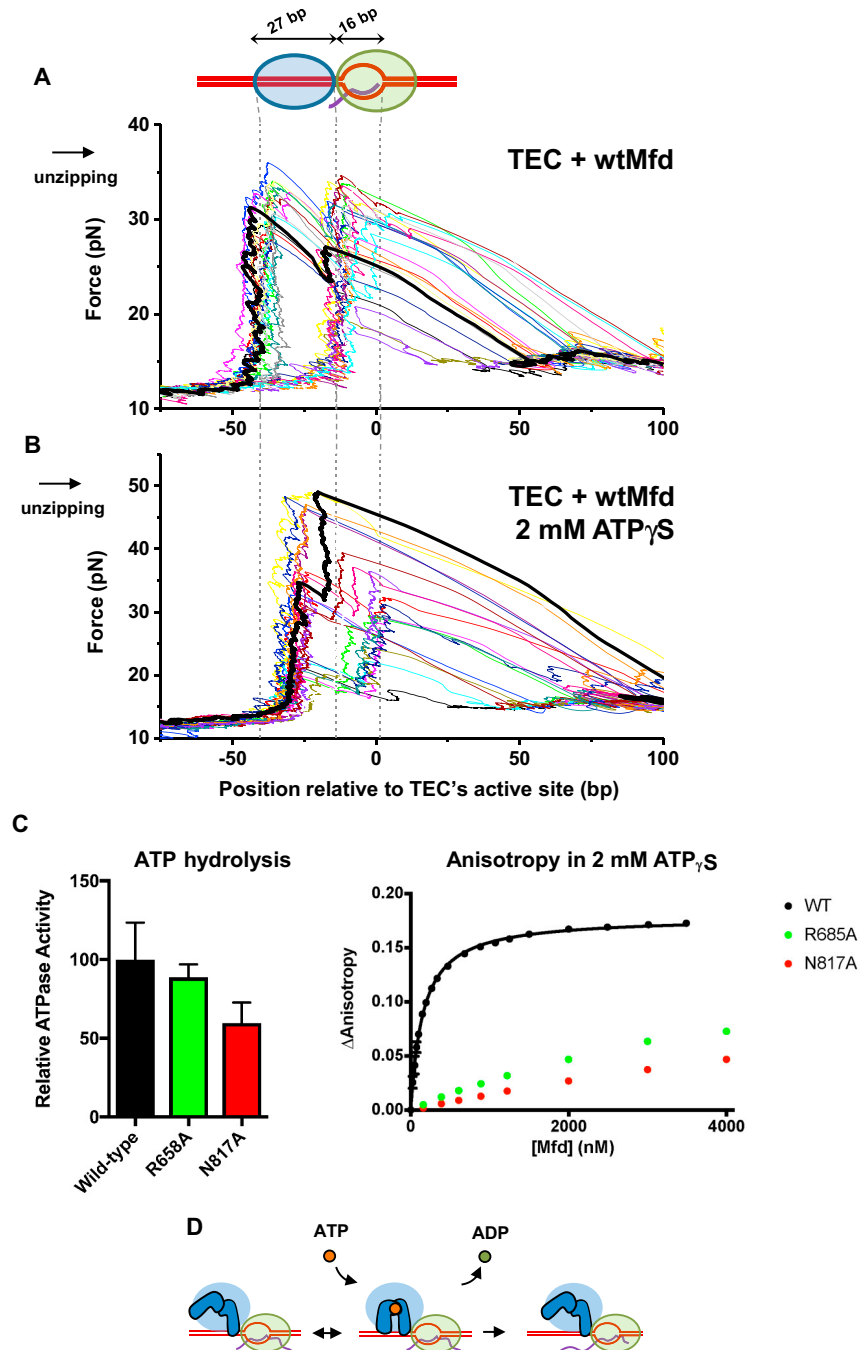 27 bp
16 bp
A
40
30
20
10
Force (pN)
unzipping
TEC + wtMfd
-50
0
50
100
B
50
40
30
20
10
Force (pN)
unzipping
TEC + wtMfd
2 mM ATPγS
-50
0
50
100
Position relative to TEC's active site (bp)
C
ATP hydrolysis
150
100
50
0
Relative ATPase Activity
Wild-type
R658A
N817A
Anisotropy in 2 mM ATPγS
0.20
0.15
0.10
0.05
0.00
ΔAnisotropy
0
2000
4000
[Mfd] (nM)
WT
R685A
N817A
D
ATP
ADP